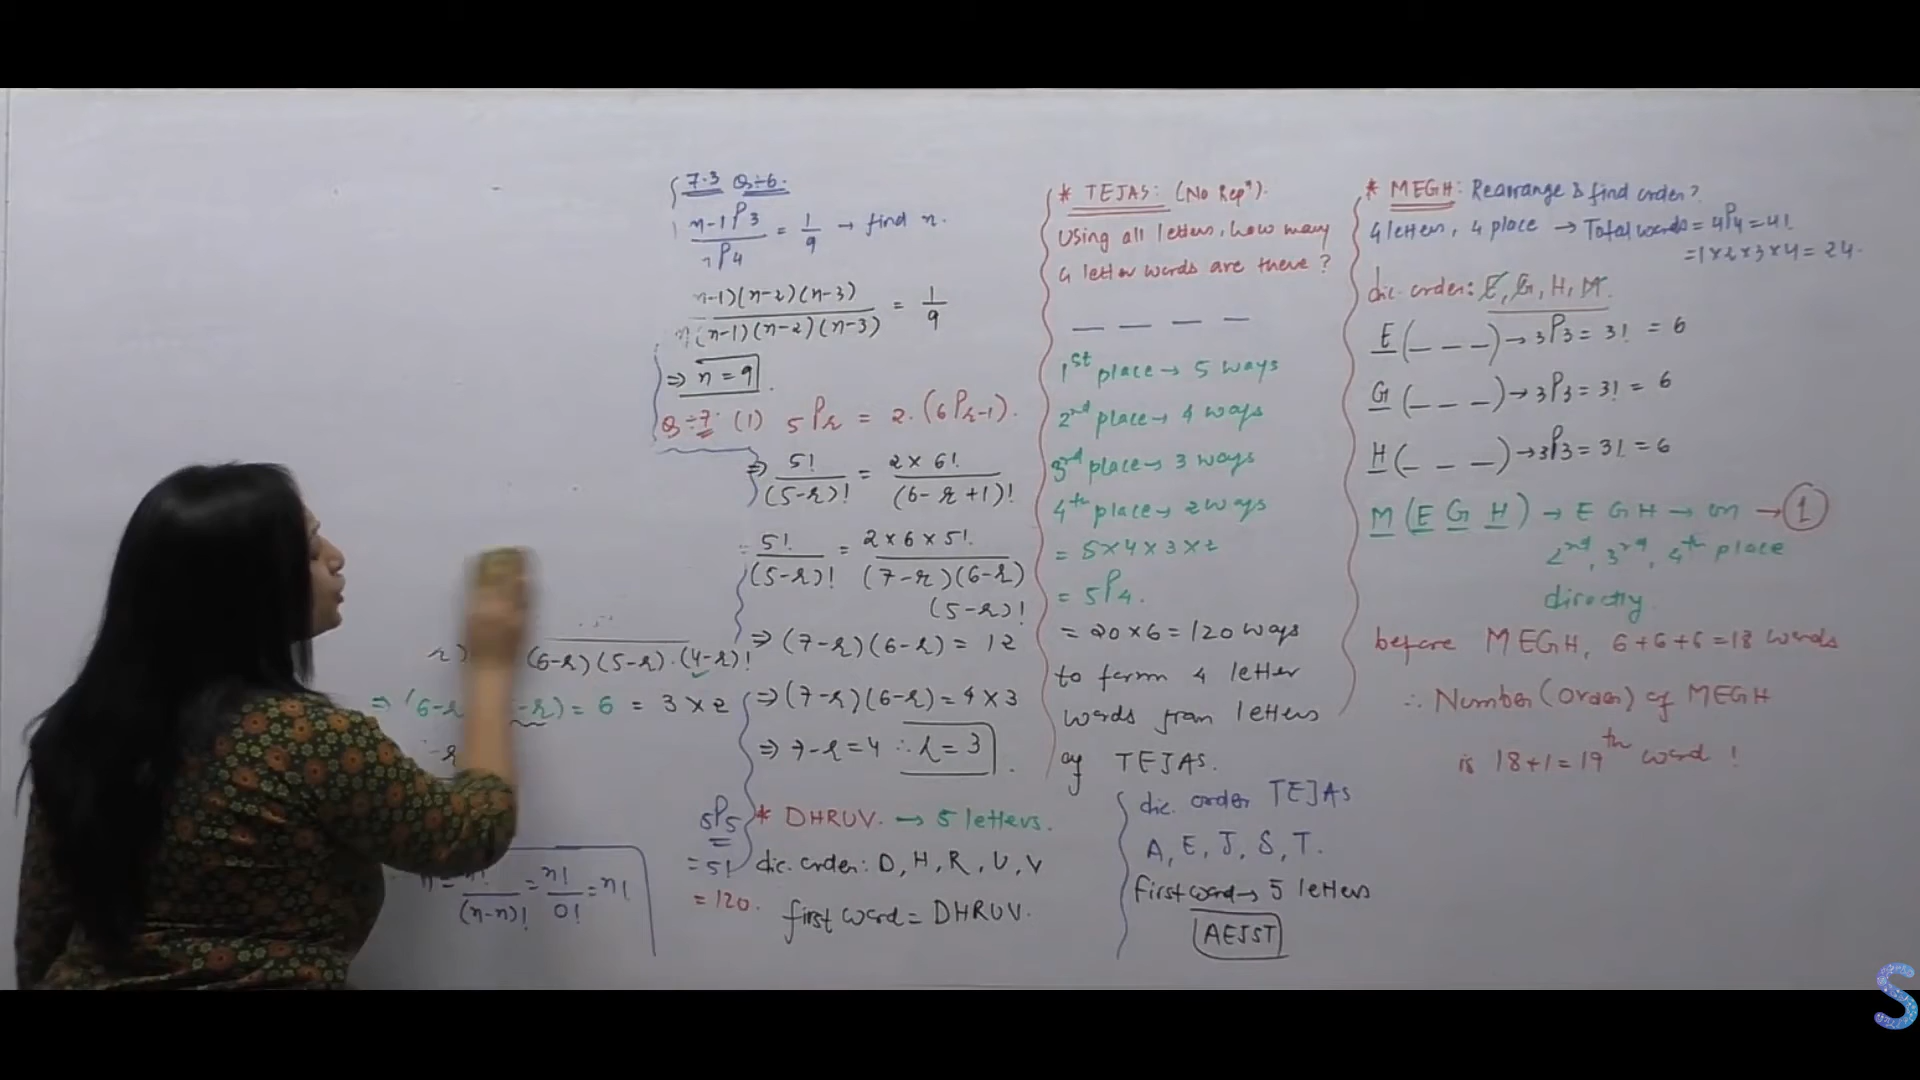 7.3 Q÷6.
n-1P3 / nP4 = 1/9 → find n.
n-1)(n-2)(n-3) / n(n-1)(n-2)(n-3) = 1/9
⇒ n = 9.
Q÷7. (1) 5Pr = 2.(6Pr-1).
⇒ 5! / (5-r)! = 2×6! / (6-r+1)!
= 5! / (5-r)! = 2×6×5! / (7-r)(6-r)
(5-r)!
⇒ (7-r)(6-r) = 12
⇒ (7-r)(6-r) = 4×3
⇒ 7-r = 4 ∴ r = 3.
(6-r)(5-r).(4-r)!
= 6 = 3×2
n! / (n-n)! = n!/0! = n!
5P5
= 5!
= 120.
* DHRUV. → 5 letters.
dic. order: D, H, R, U, V
first word = DHRUV.
* TEJAS: (No Repⁿ).
Using all letters, how many
4 letter words are there?
_ _ _ _
1st place → 5 ways
2nd place → 4 ways
3rd place → 3 ways
4th place → 2 ways
= 5×4×3×2
= 5P4.
= 20×6 = 120 ways
to form 4 letter
words from letters
of TEJAS.
dic. order TEJAS
A, E, J, S, T.
first word → 5 letters
AEJST
* MEGH: Rearrange & find order?
4 letters, 4 place → Total words = 4P4 = 4!
= 1×2×3×4 = 24.
dic. order: E, G, H, M.
E (_ _ _) → 3P3 = 3! = 6
G (_ _ _) → 3P3 = 3! = 6
H (_ _ _) → 3P3 = 3! = 6
M (E G H) → E G H → on → 1
2nd, 3rd, 4th place
directly.
before MEGH, 6+6+6 = 18 words
∴ Number (Order) of MEGH
is 18+1 = 19th word!
S